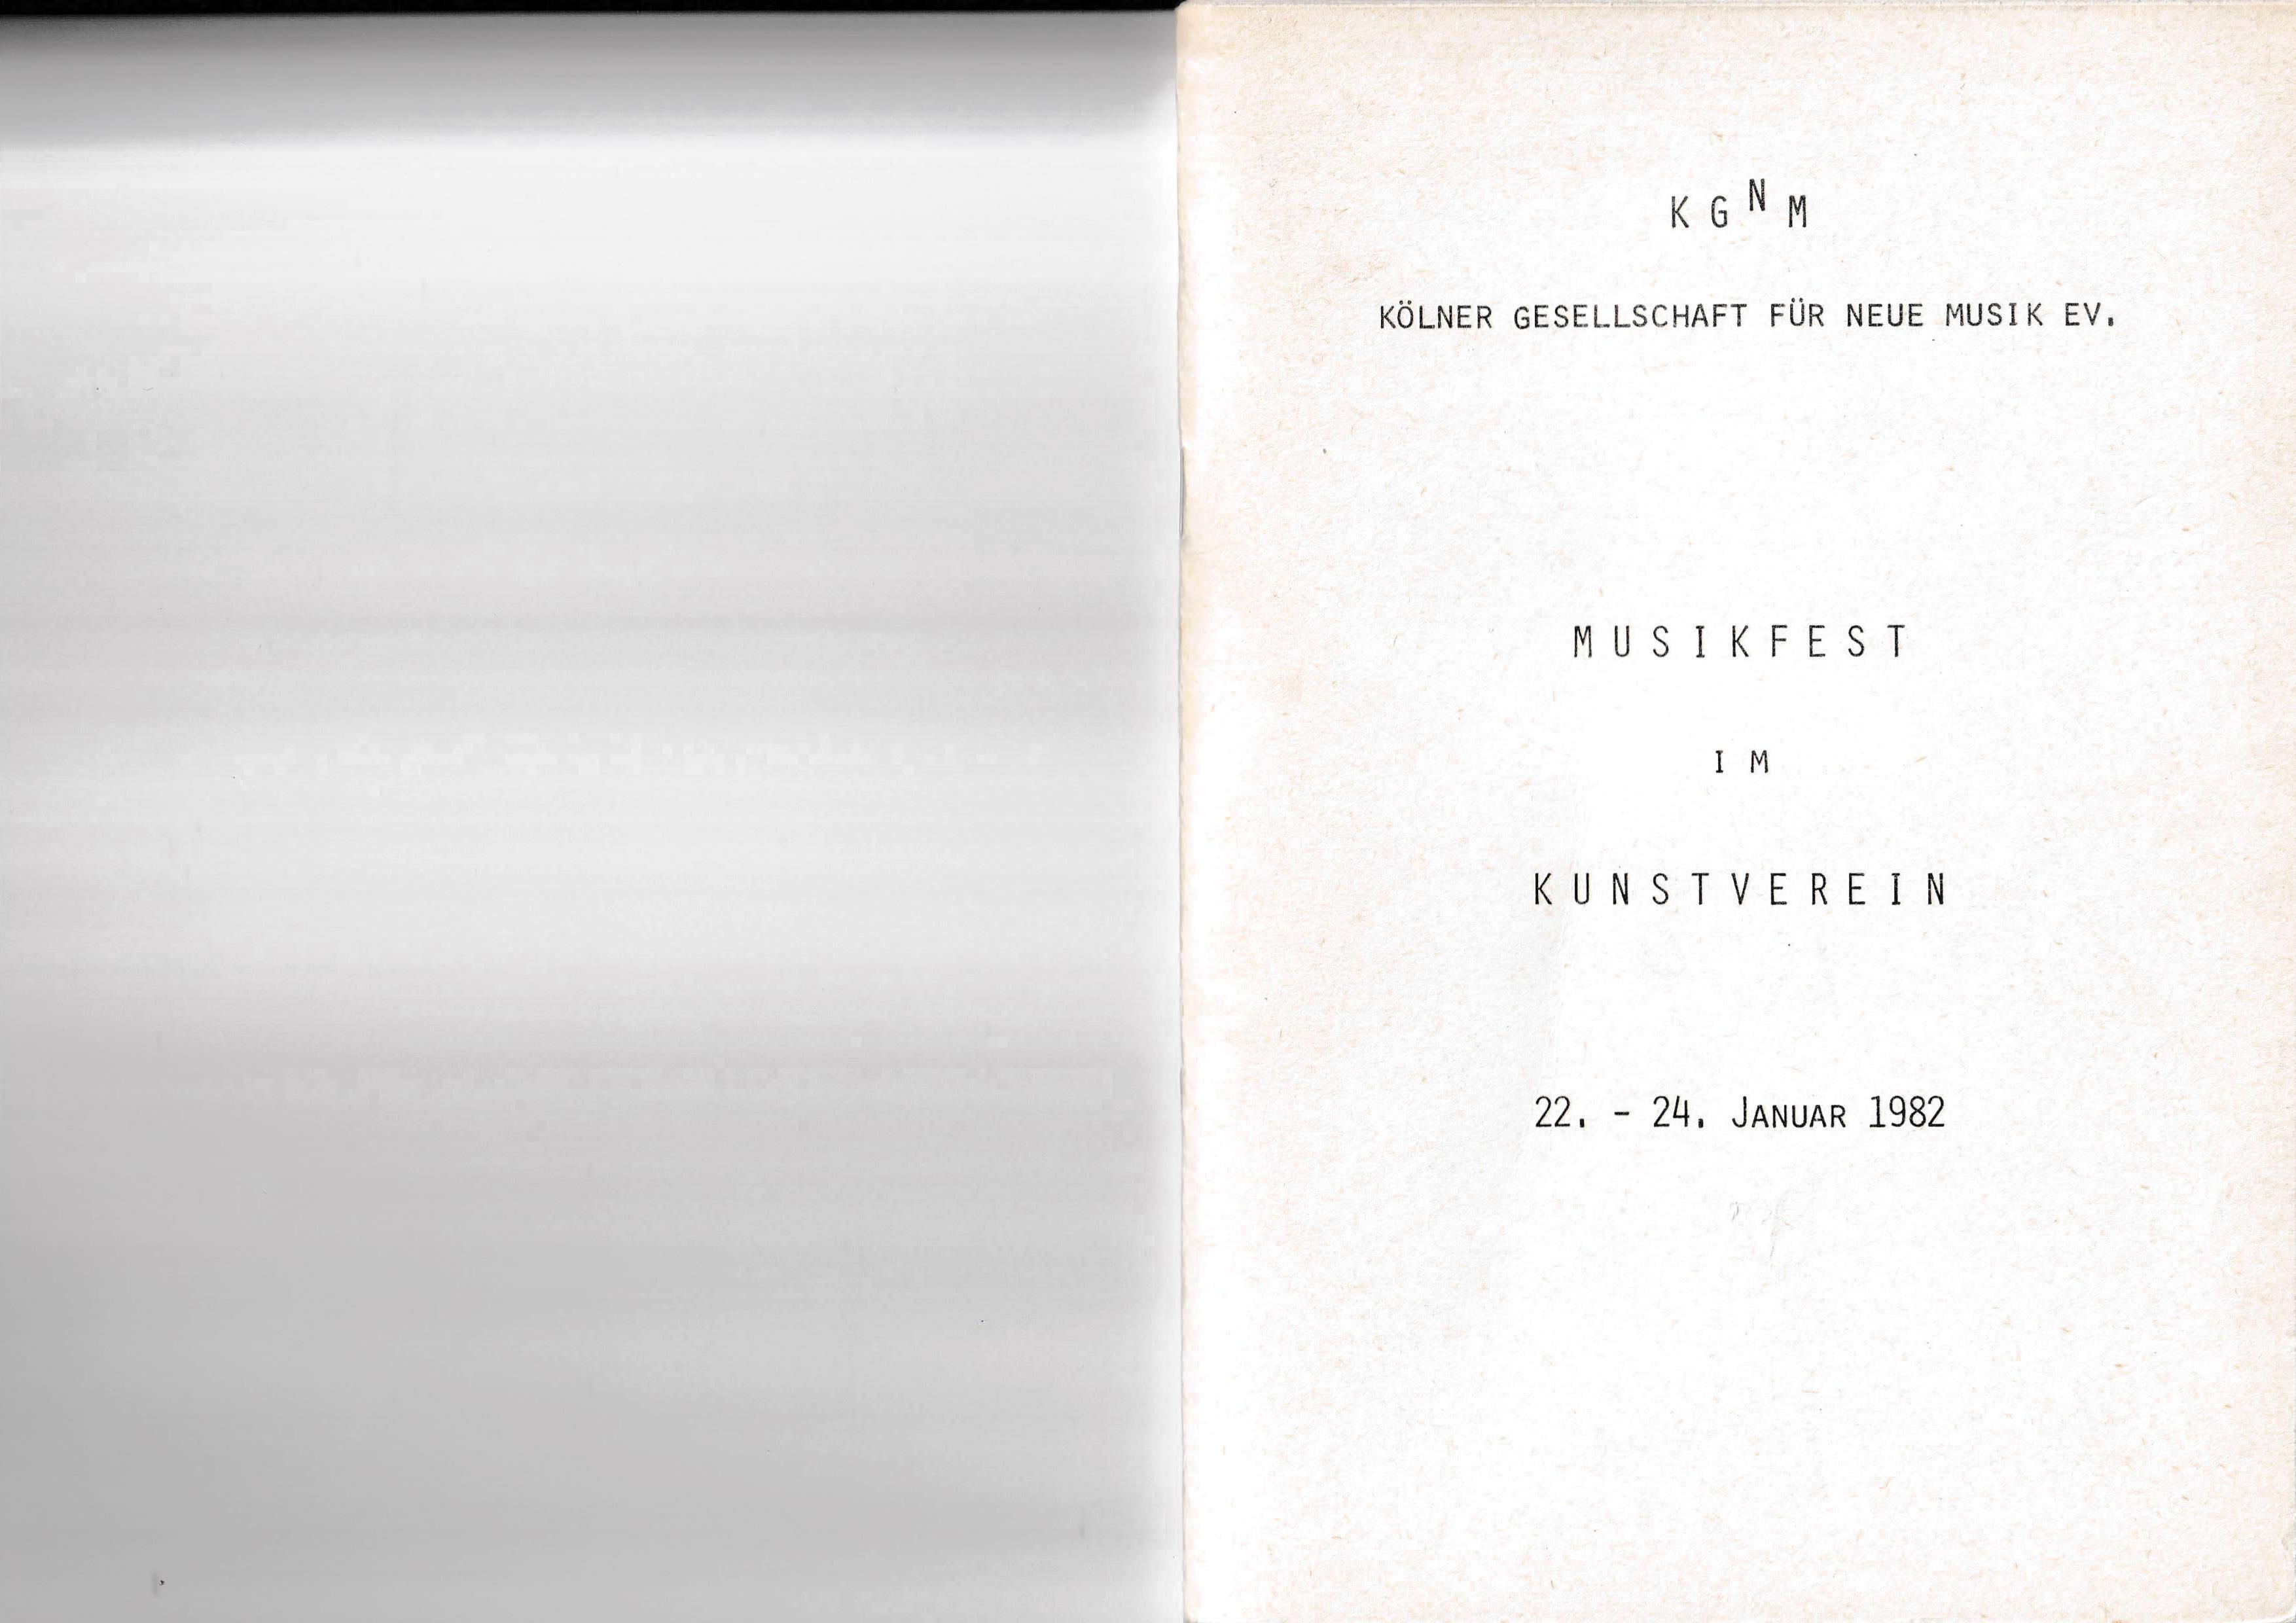 K G N M
KÖLNER GESELLSCHAFT FÜR NEUE MUSIK EV.
M U S I K F E S T
I M
K U N S T V E R E I N
22. - 24. JANUAR 1982